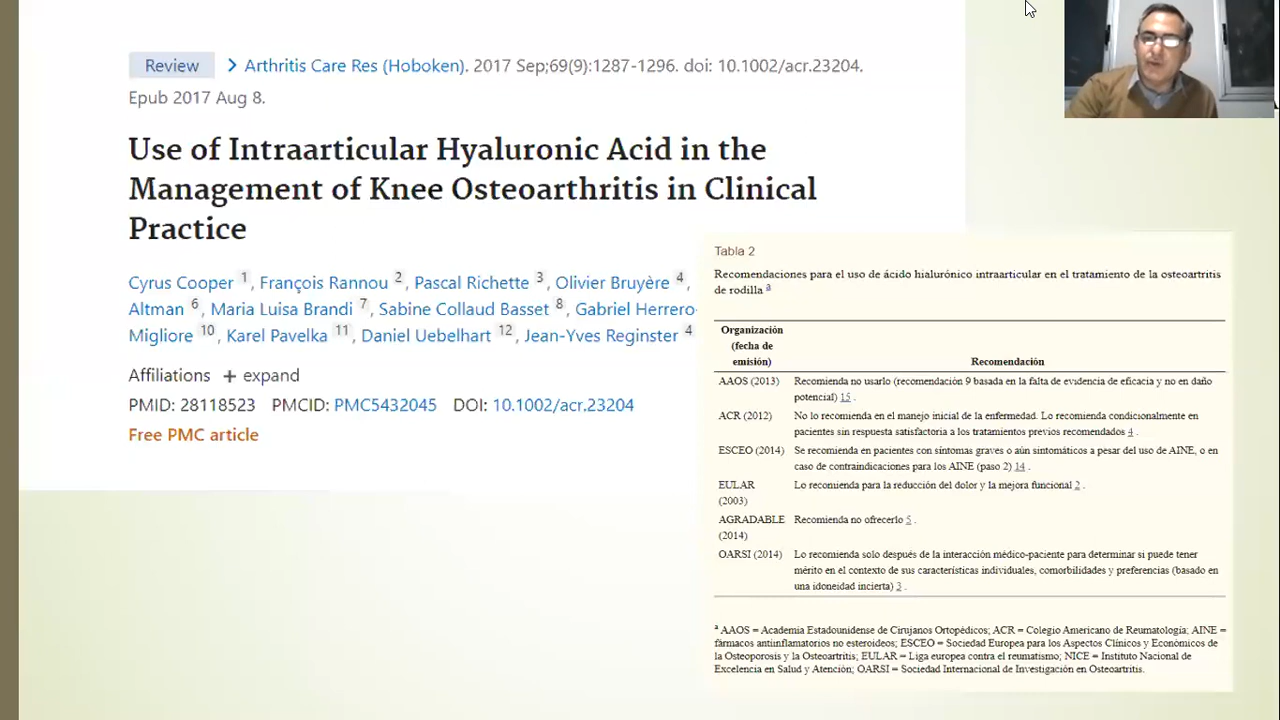 Review > Arthritis Care Res (Hoboken). 2017 Sep;69(9):1287-1296. doi: 10.1002/acr.23204.
Epub 2017 Aug 8.
Use of Intraarticular Hyaluronic Acid in the
Management of Knee Osteoarthritis in Clinical
Practice
Cyrus Cooper 1, François Rannou 2, Pascal Richette 3, Olivier Bruyère 4,
Altman 6, Maria Luisa Brandi 7, Sabine Collaud Basset 8, Gabriel Herrero-
Migliore 10, Karel Pavelka 11, Daniel Uebelhart 12, Jean-Yves Reginster 4
Affiliations + expand
PMID: 28118523 PMCID: PMC5432045 DOI: 10.1002/acr.23204
Free PMC article
Tabla 2
Recomendaciones para el uso de ácido hialurónico intraarticular en el tratamiento de la osteoartritis
de rodilla a
Organización
(fecha de
emisión)
Recomendación
AAOS (2013) Recomienda no usarlo (recomendación 9 basada en la falta de evidencia de eficacia y no en daño
potencial) 15 .
ACR (2012) No lo recomienda en el manejo inicial de la enfermedad. Lo recomienda condicionalmente en
pacientes sin respuesta satisfactoria a los tratamientos previos recomendados 4 .
ESCEO (2014) Se recomienda en pacientes con síntomas graves o aún sintomáticos a pesar del uso de AINE, o en
caso de contraindicaciones para los AINE (paso 2) 14 .
EULAR Lo recomienda para la reducción del dolor y la mejora funcional 2 .
(2003)
AGRADABLE Recomienda no ofrecerlo 5 .
(2014)
OARSI (2014) Lo recomienda solo después de la interacción médico-paciente para determinar si puede tener
mérito en el contexto de sus características individuales, comorbilidades y preferencias (basado en
una idoneidad incierta) 3 .
a AAOS = Academia Estadounidense de Cirujanos Ortopédicos; ACR = Colegio Americano de Reumatología; AINE =
fármacos antiinflamatorios no esteroideos; ESCEO = Sociedad Europea para los Aspectos Clínicos y Económicos de
la Osteoporosis y la Osteoartritis; EULAR = Liga europea contra el reumatismo; NICE = Instituto Nacional de
Excelencia en Salud y Atención; OARSI = Sociedad Internacional de Investigación en Osteoartritis.